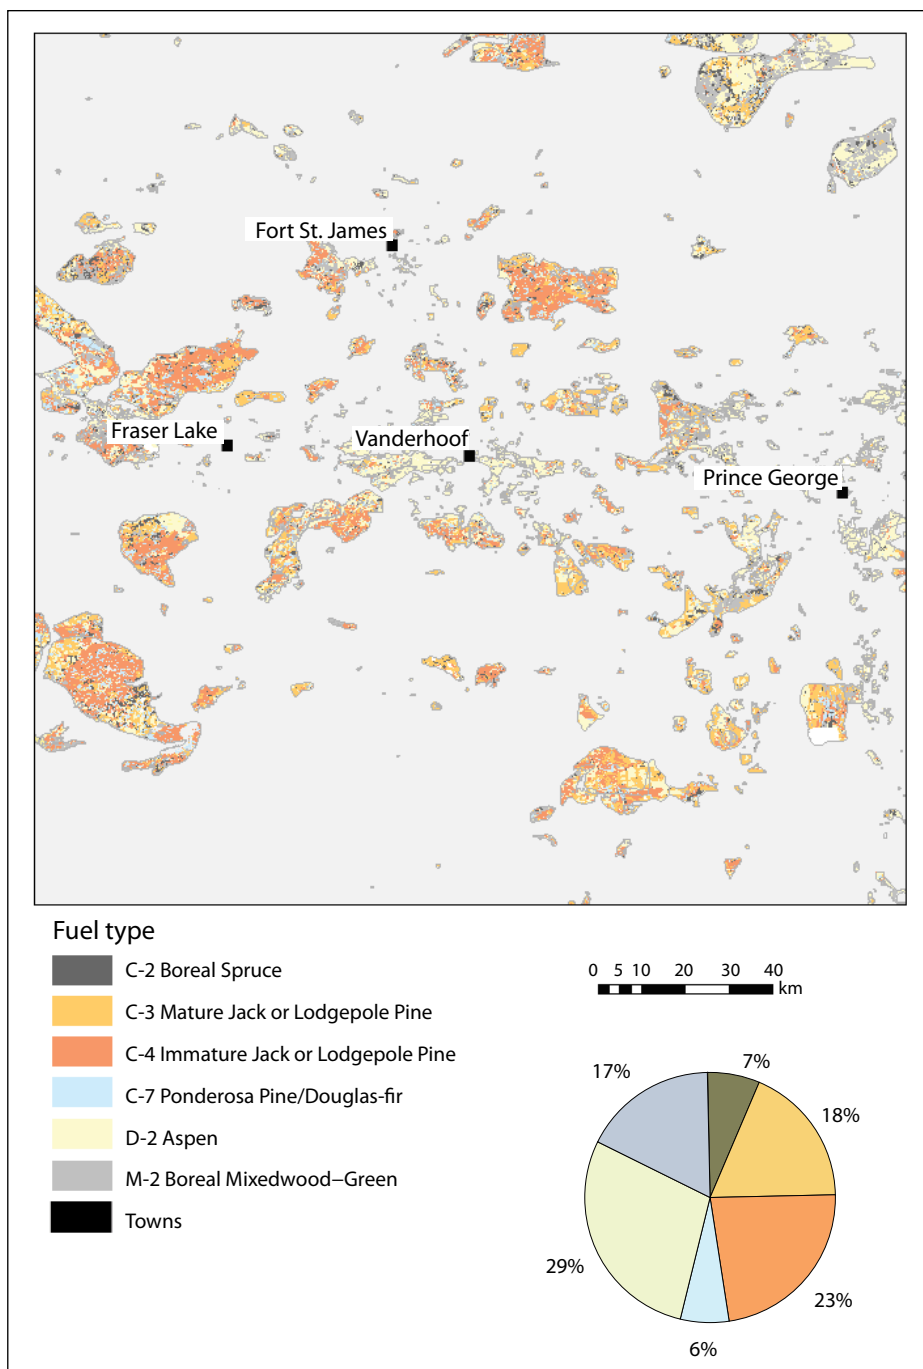 Fort St. James
Fraser Lake
Vanderhoof
Prince George
Fuel type
C-2 Boreal Spruce
C-3 Mature Jack or Lodgepole Pine
C-4 Immature Jack or Lodgepole Pine
C-7 Ponderosa Pine/Douglas-fir
D-2 Aspen
M-2 Boreal Mixedwood–Green
Towns
0 5 10 20 30 40
km
7%
17%
18%
29%
23%
6%